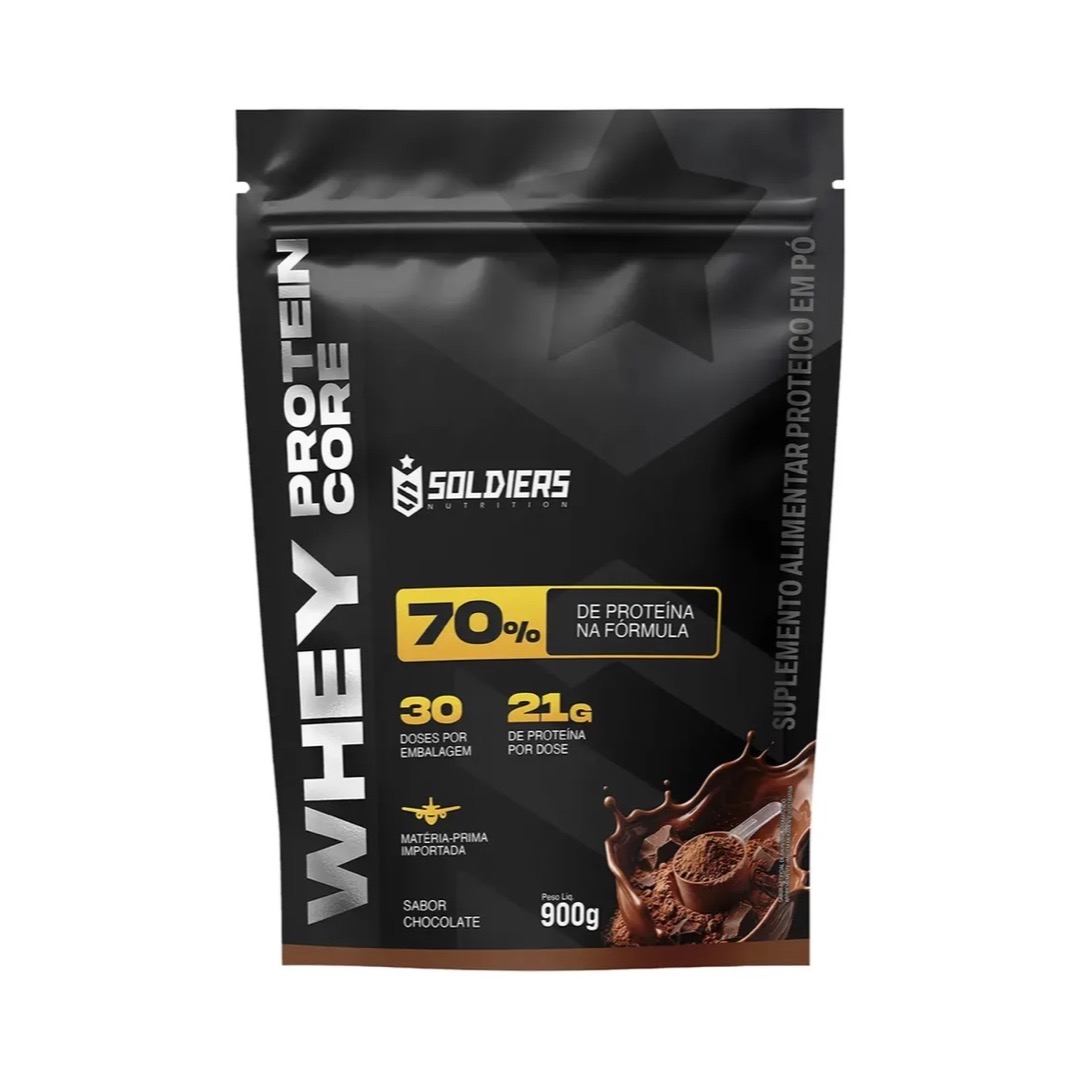 WHEY PROTEIN
CORE
SOLDIERS
NUTRITION
70%
DE PROTEÍNA
NA FÓRMULA
30
DOSES POR
EMBALAGEM
21G
DE PROTEÍNA
POR DOSE
MATÉRIA-PRIMA
IMPORTADA
SABOR
CHOCOLATE
Peso Líq.
900g
SUPLEMENTO ALIMENTAR PROTEICO EM PÓ